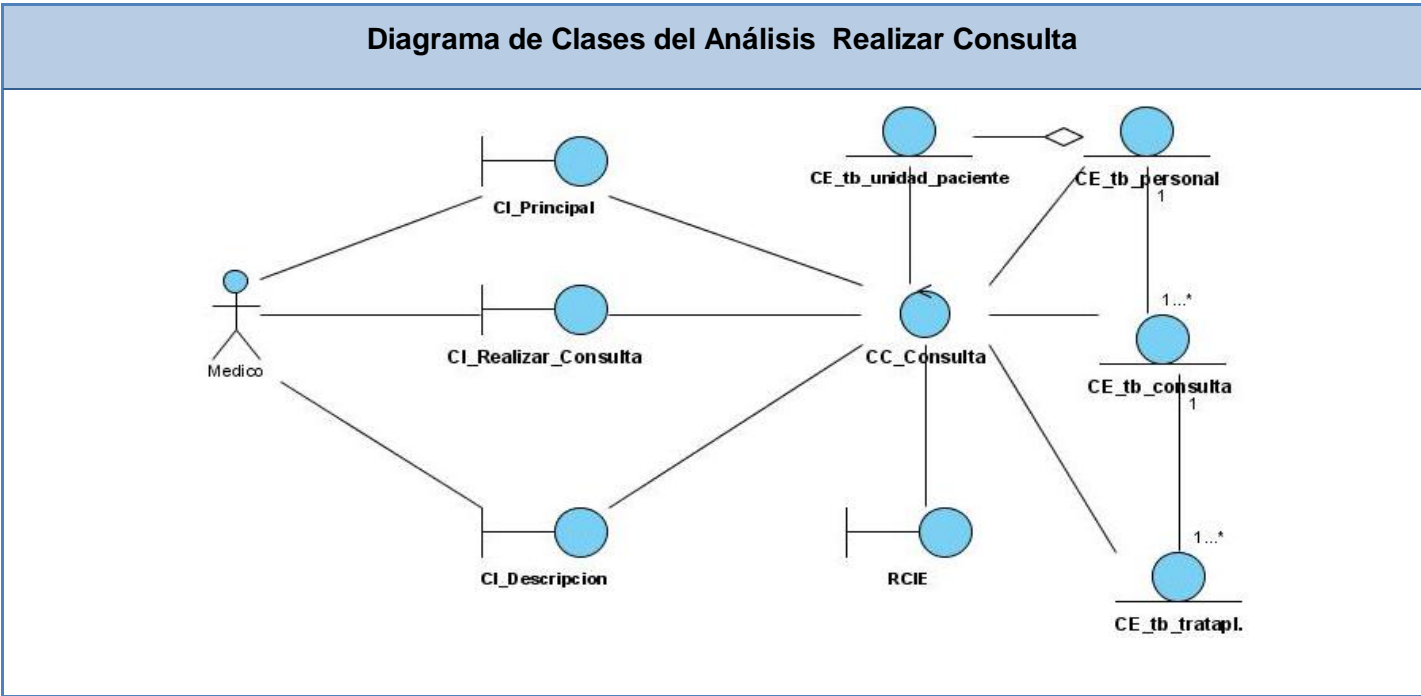 Diagrama de Clases del Análisis Realizar Consulta
CE_tb_unidad_paciente
CE_tb_personal
1
CI_Principal
1...*
Medico
CI_Realizar_Consulta
CC_Consulta
CE_tb_consulta
1
1...*
CI_Descripcion
RCIE
CE_tb_tratapl.